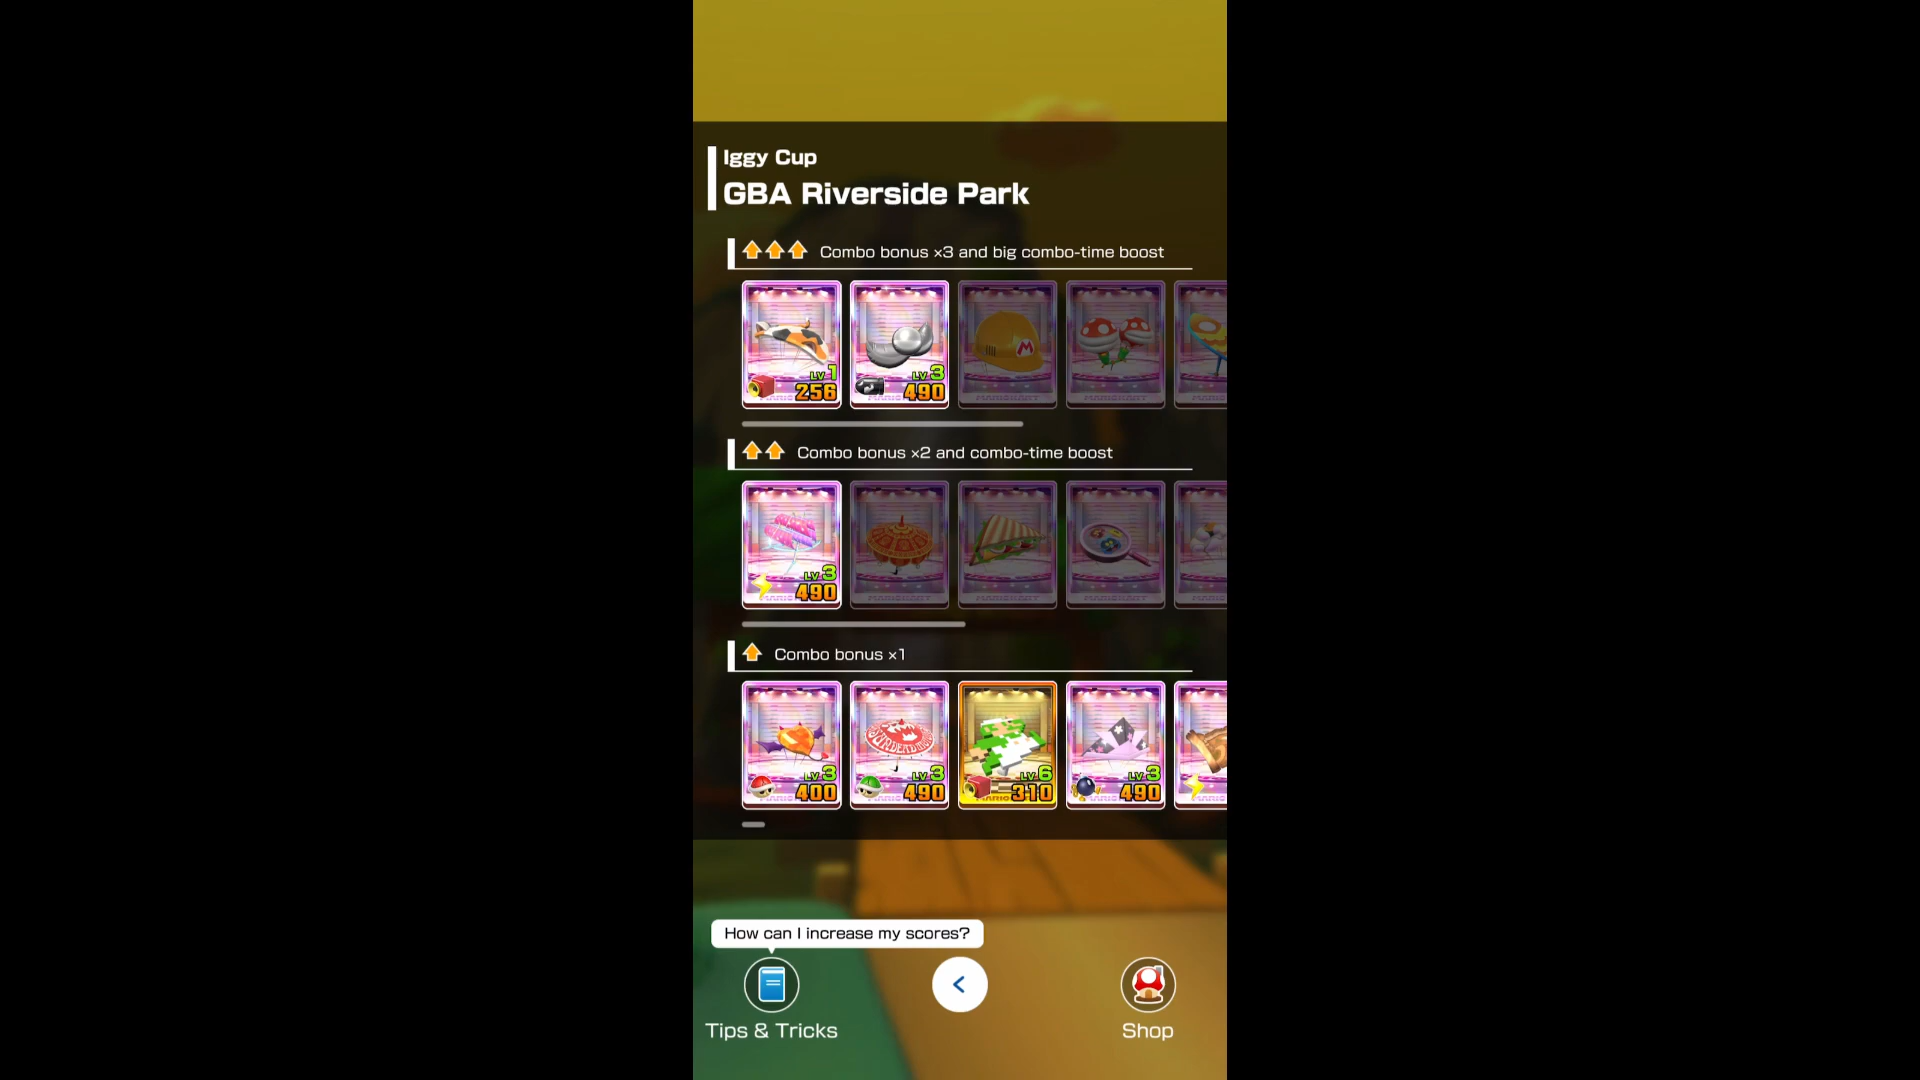 Iggy Cup
GBA Riverside Park
Combo bonus ×3 and big combo-time boost
LV 1
256
LV 3
490
M
Combo bonus ×2 and combo-time boost
LV 3
490
Combo bonus ×1
LV 3
400
LV 3
490
LV 6
310
LV 3
490
How can I increase my scores?
Tips & Tricks
Shop